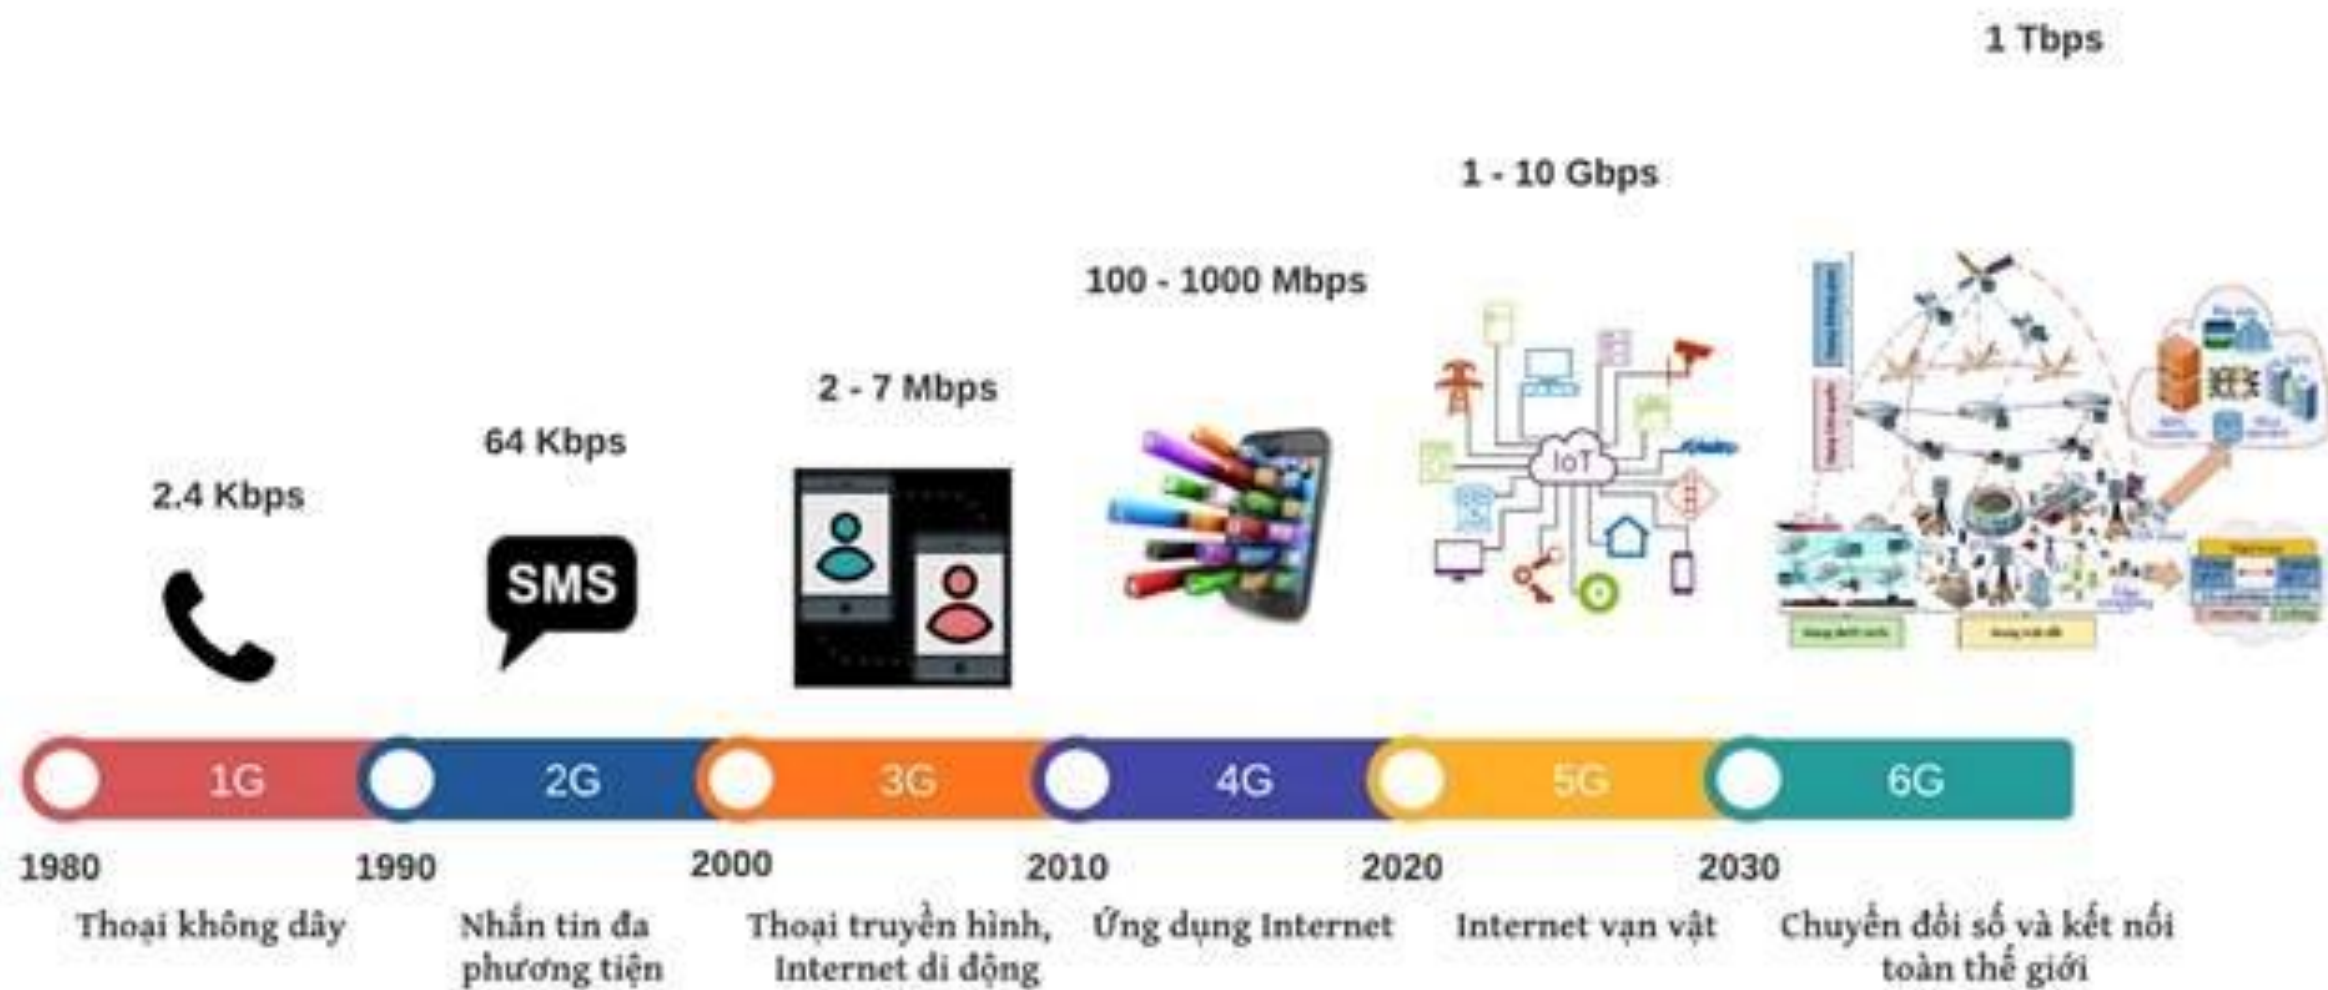 1 Tbps
1 - 10 Gbps
100 - 1000 Mbps
2 - 7 Mbps
64 Kbps
2.4 Kbps
SMS
IoT
1G
2G
3G
4G
5G
6G
1980
1990
2000
2010
2020
2030
Thoại không dây
Nhắn tin đa
phương tiện
Thoại truyền hình,
Internet di động
Ứng dụng Internet
Internet vạn vật
Chuyển đổi số và kết nối
toàn thế giới